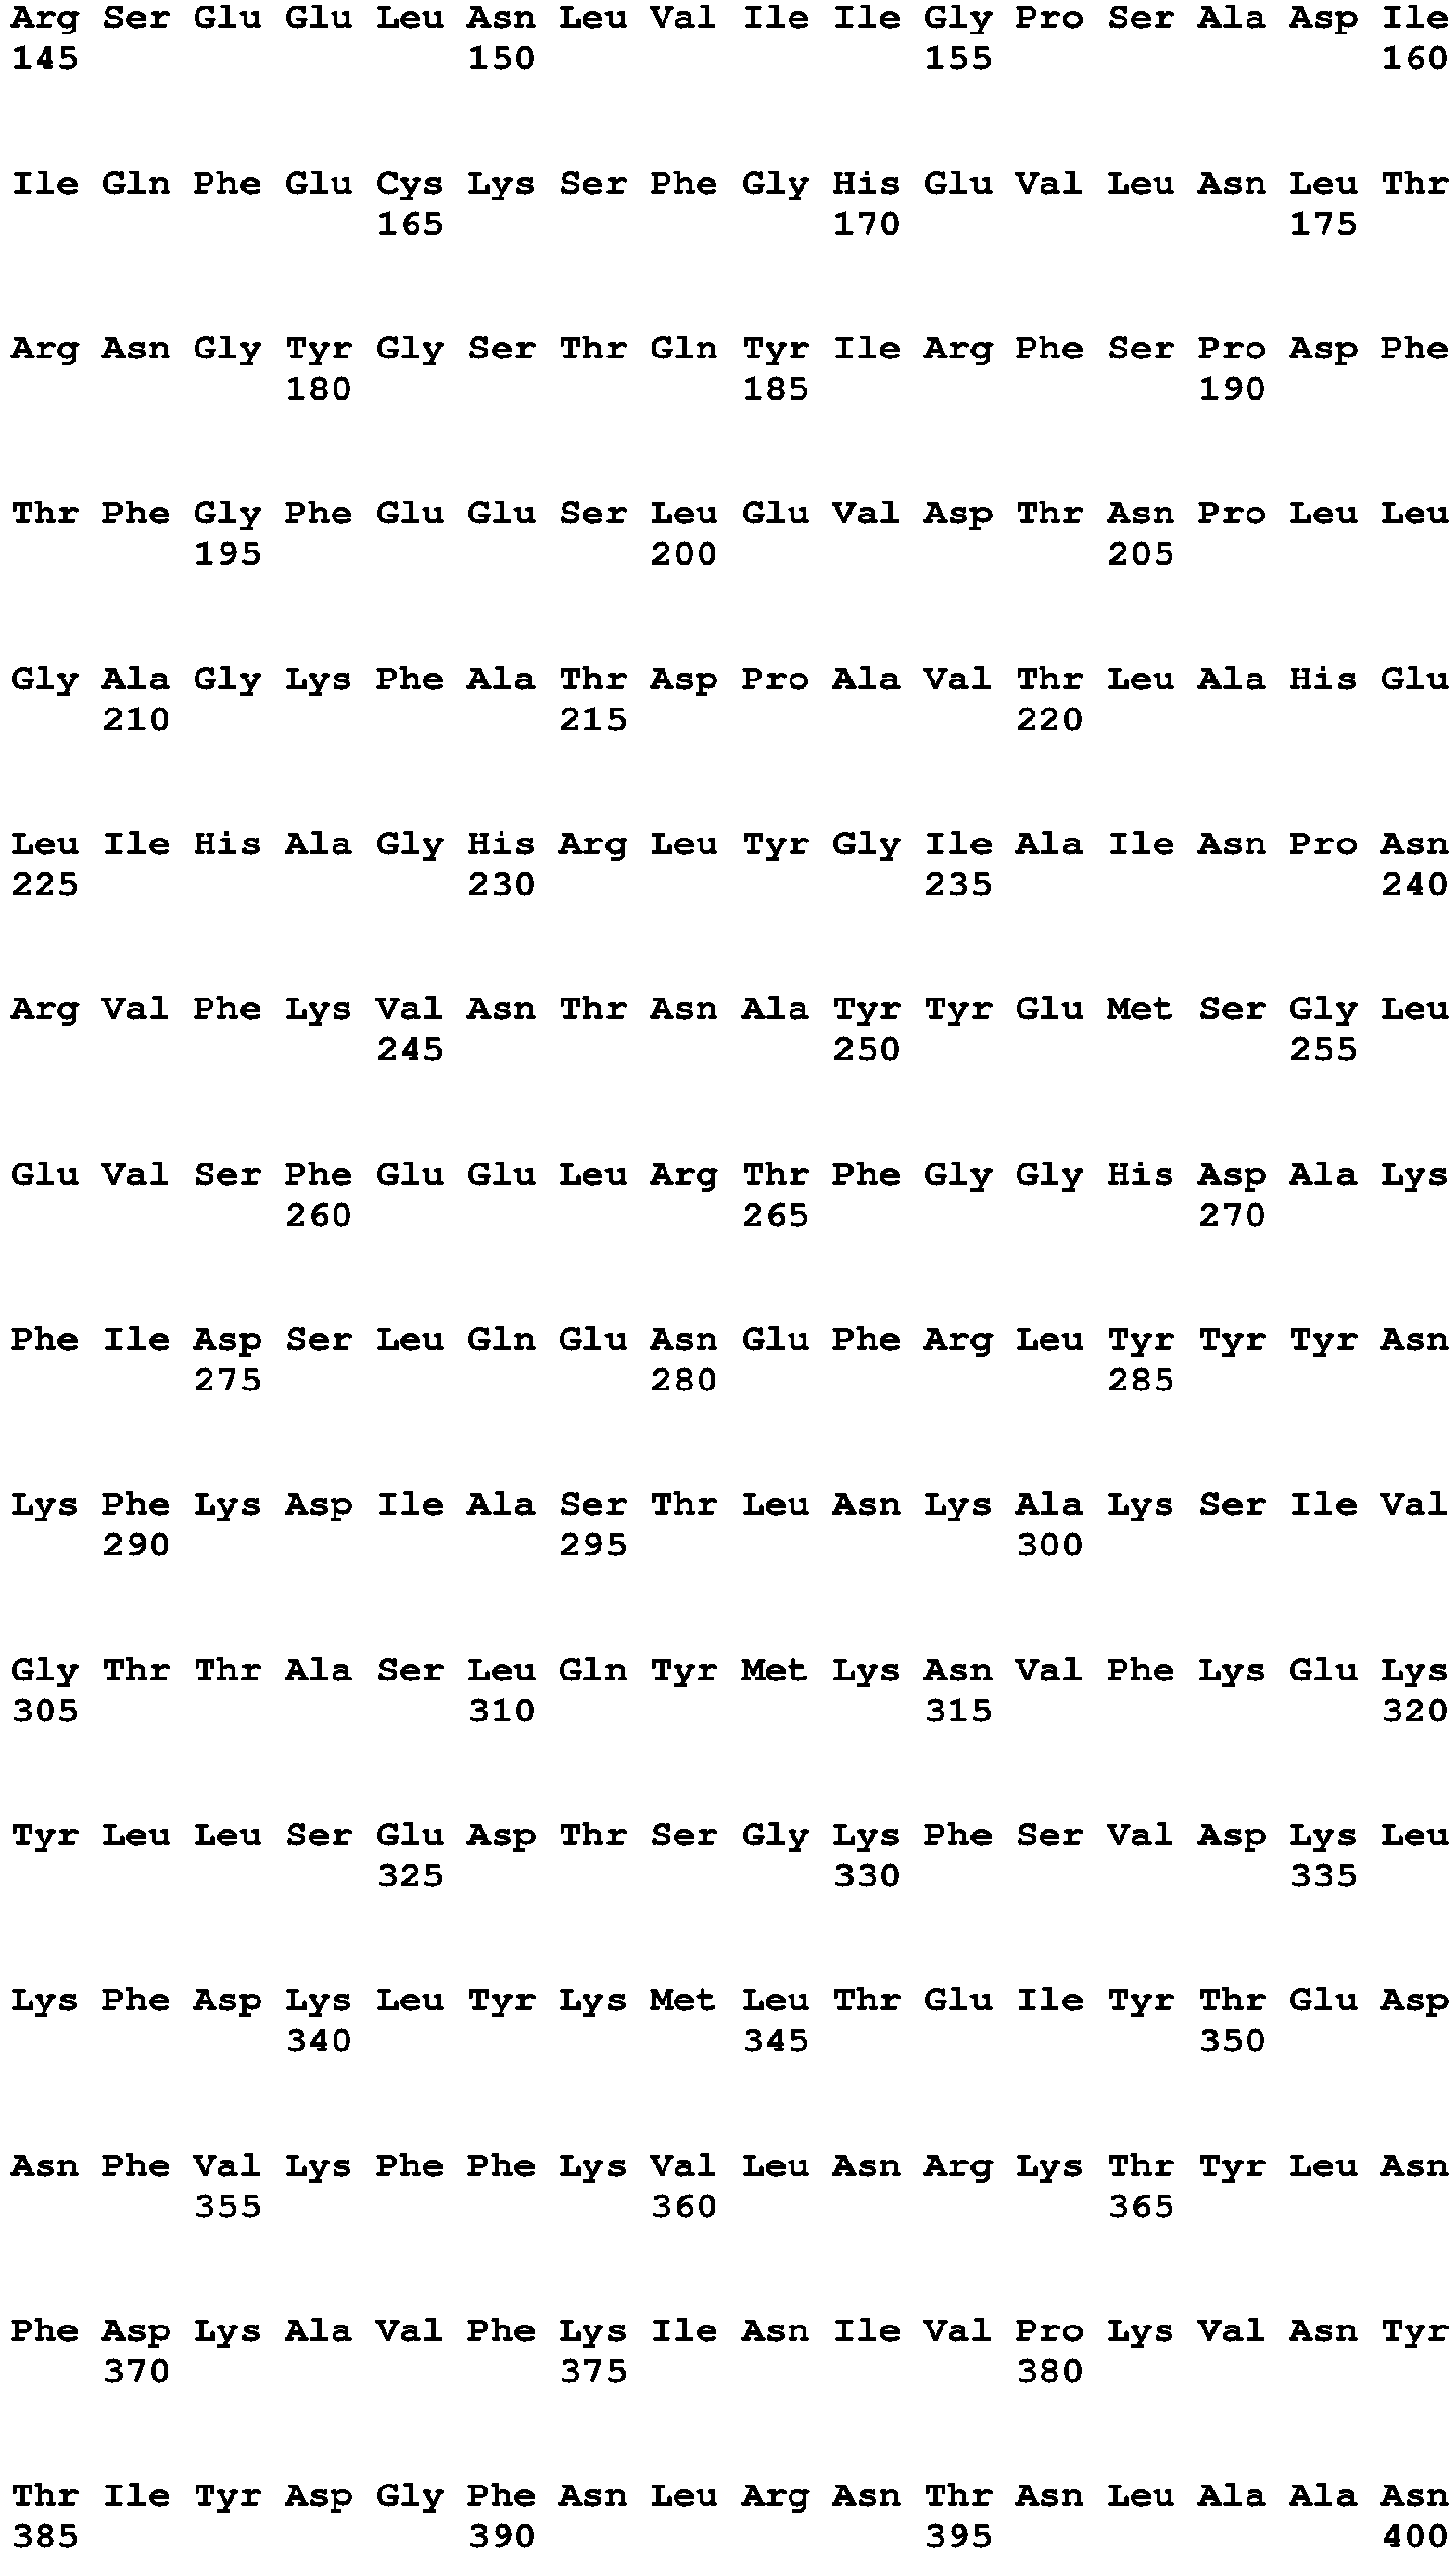 Arg Ser Glu Glu Leu Asn Leu Val Ile Ile Gly Pro Ser Ala Asp Ile
145 150 155 160
Ile Gln Phe Glu Cys Lys Ser Phe Gly His Glu Val Leu Asn Leu Thr
165 170 175
Arg Asn Gly Tyr Gly Ser Thr Gln Tyr Ile Arg Phe Ser Pro Asp Phe
180 185 190
Thr Phe Gly Phe Glu Glu Ser Leu Glu Val Asp Thr Asn Pro Leu Leu
195 200 205
Gly Ala Gly Lys Phe Ala Thr Asp Pro Ala Val Thr Leu Ala His Glu
210 215 220
Leu Ile His Ala Gly His Arg Leu Tyr Gly Ile Ala Ile Asn Pro Asn
225 230 235 240
Arg Val Phe Lys Val Asn Thr Asn Ala Tyr Tyr Glu Met Ser Gly Leu
245 250 255
Glu Val Ser Phe Glu Glu Leu Arg Thr Phe Gly Gly His Asp Ala Lys
260 265 270
Phe Ile Asp Ser Leu Gln Glu Asn Glu Phe Arg Leu Tyr Tyr Tyr Asn
275 280 285
Lys Phe Lys Asp Ile Ala Ser Thr Leu Asn Lys Ala Lys Ser Ile Val
290 295 300
Gly Thr Thr Ala Ser Leu Gln Tyr Met Lys Asn Val Phe Lys Glu Lys
305 310 315 320
Tyr Leu Leu Ser Glu Asp Thr Ser Gly Lys Phe Ser Val Asp Lys Leu
325 330 335
Lys Phe Asp Lys Leu Tyr Lys Met Leu Thr Glu Ile Tyr Thr Glu Asp
340 345 350
Asn Phe Val Lys Phe Phe Lys Val Leu Asn Arg Lys Thr Tyr Leu Asn
355 360 365
Phe Asp Lys Ala Val Phe Lys Ile Asn Ile Val Pro Lys Val Asn Tyr
370 375 380
Thr Ile Tyr Asp Gly Phe Asn Leu Arg Asn Thr Asn Leu Ala Ala Asn
385 390 395 400